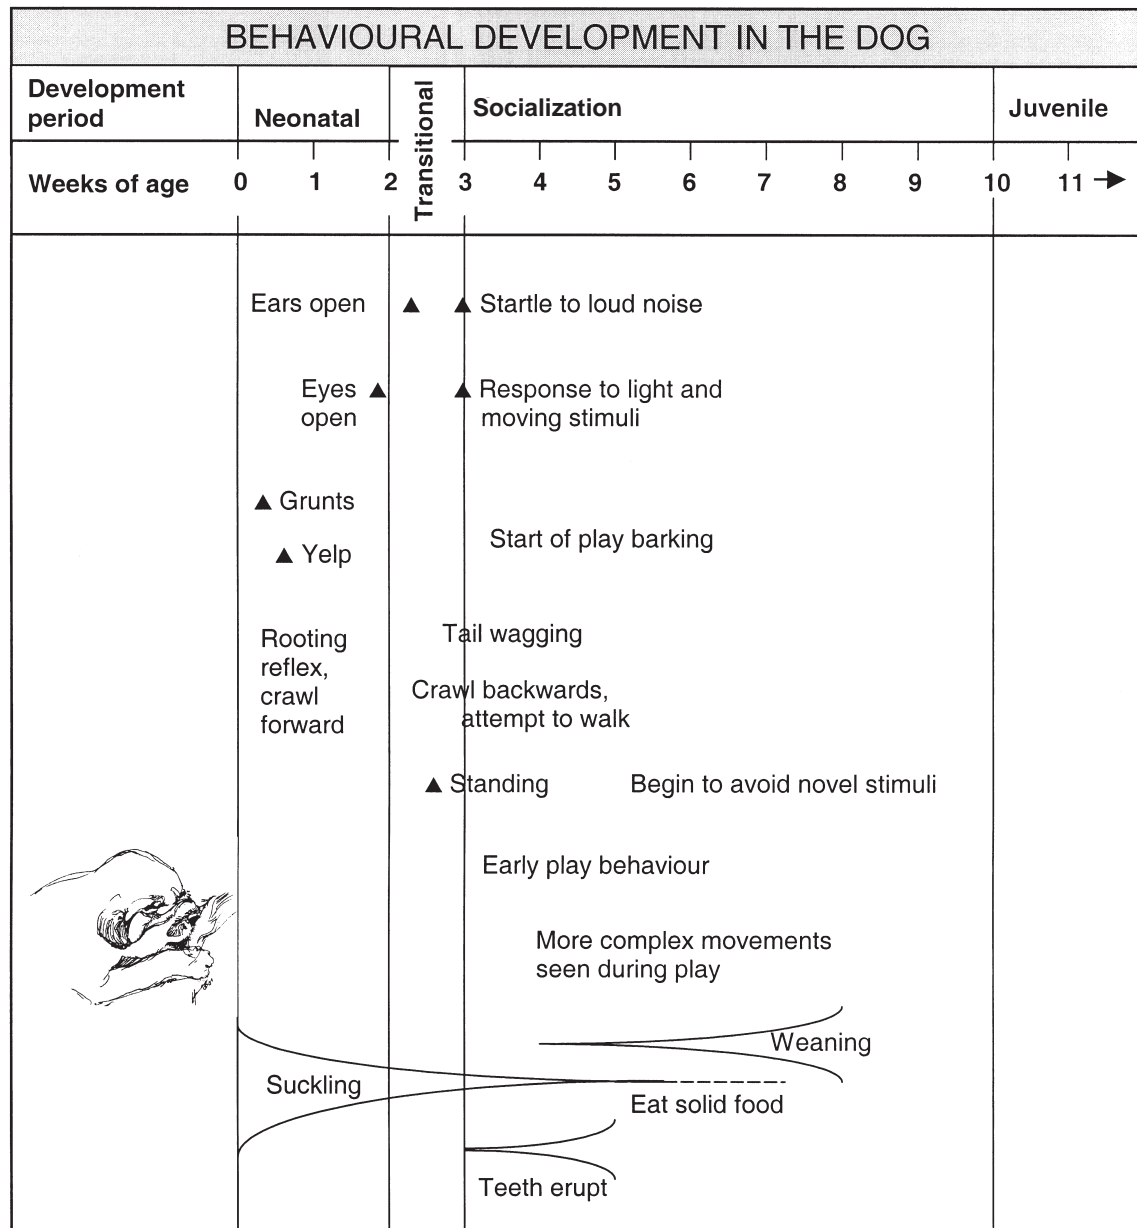 BEHAVIOURAL DEVELOPMENT IN THE DOG
Development
period
Neonatal
Transitional
Socialization
Juvenile
Weeks of age
0 1 2 3 4 5 6 7 8 9 10 11
Ears open
Startle to loud noise
Eyes
open
Response to light and
moving stimuli
Grunts
Yelp
Start of play barking
Rooting
reflex,
crawl
forward
Tail wagging
Crawl backwards,
attempt to walk
Standing
Begin to avoid novel stimuli
Early play behaviour
More complex movements
seen during play
Weaning
Suckling
Eat solid food
Teeth erupt